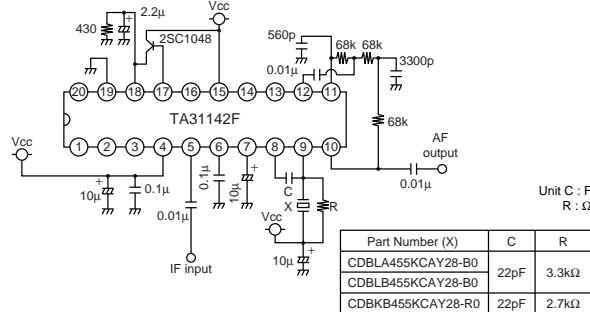 Vcc
2.2μ
430
2SC1048
560p
68k 68k
3300p
0.01μ
20 19 18 17 16 15 14 13 12 11
TA31142F
68k
1 2 3 4 5 6 7 8 9 10
Vcc
AF
output
10μ
0.1μ
0.01μ
0.1μ
10μ
C
X
R
0.01μ
Vcc
10μ
IF input
Unit C : F
R : Ω
Part Number (X) C R
CDBLA455KCAY28-B0 22pF 3.3kΩ
CDBLB455KCAY28-B0
CDBKB455KCAY28-R0 22pF 2.7kΩ